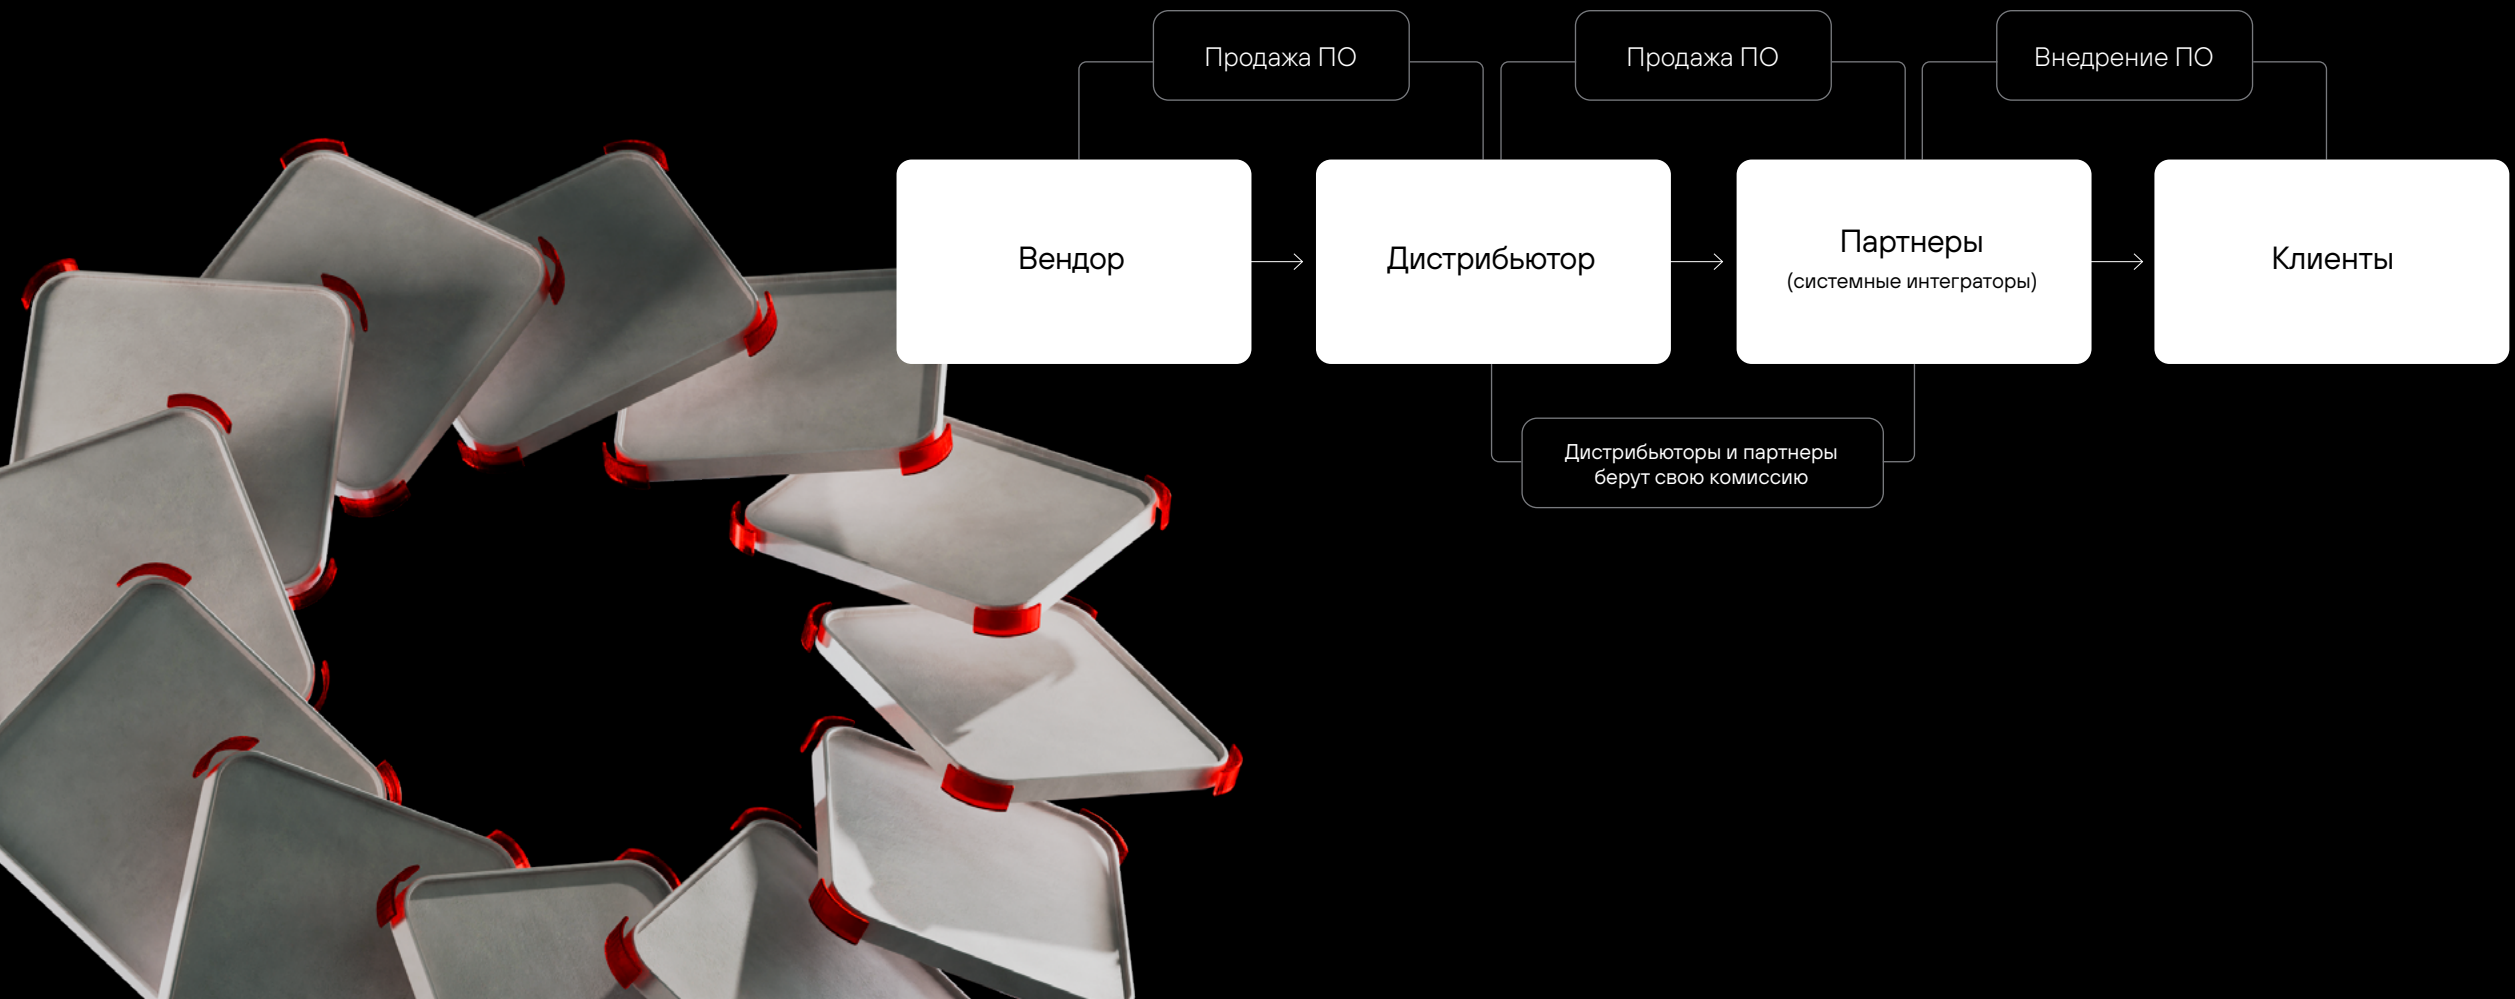 Продажа ПО
Продажа ПО
Внедрение ПО
Вендор
Дистрибьютор
Партнеры
(системные интеграторы)
Клиенты
Дистрибьюторы и партнеры
берут свою комиссию